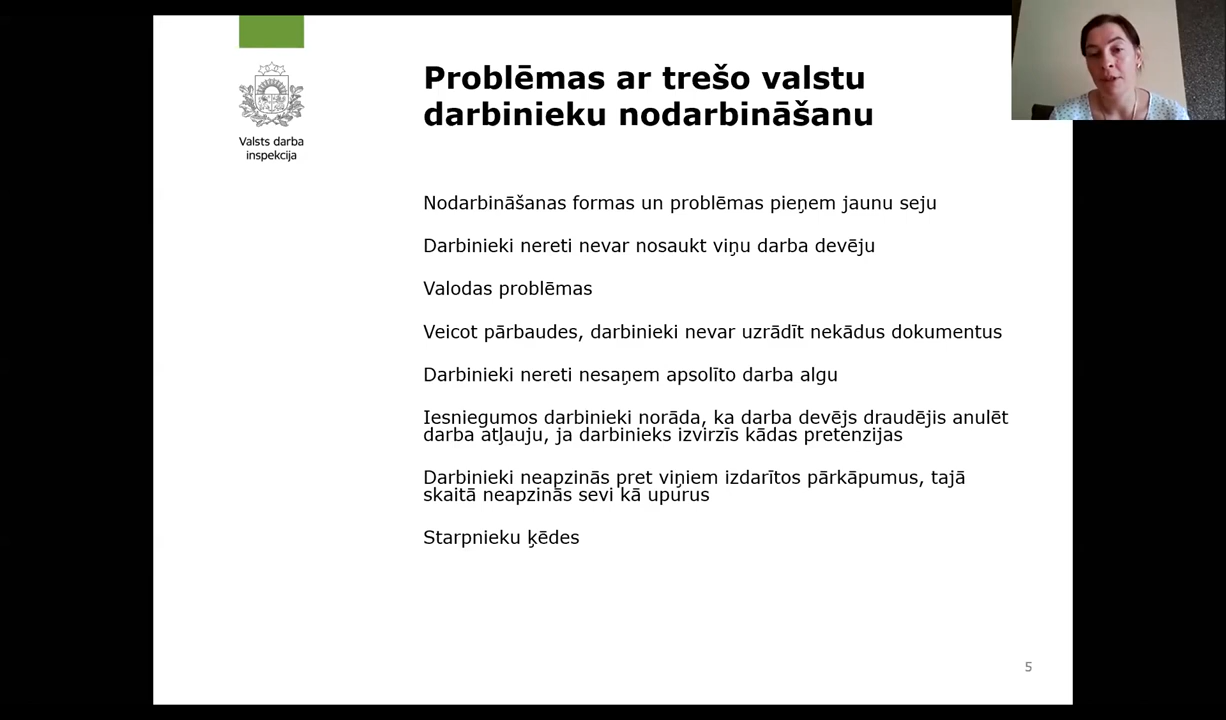 Valsts darba
inspekcija
Problēmas ar trešo valstu
darbinieku nodarbināšanu
Nodarbināšanas formas un problēmas pieņem jaunu seju
Darbinieki nereti nevar nosaukt viņu darba devēju
Valodas problēmas
Veicot pārbaudes, darbinieki nevar uzrādīt nekādus dokumentus
Darbinieki nereti nesaņem apsolīto darba algu
Iesniegumos darbinieki norāda, ka darba devējs draudējis anulēt
darba atļauju, ja darbinieks izvirzīs kādas pretenzijas
Darbinieki neapzinās pret viņiem izdarītos pārkāpumus, tajā
skaitā neapzinās sevi kā upurus
Starpnieku ķēdes
5